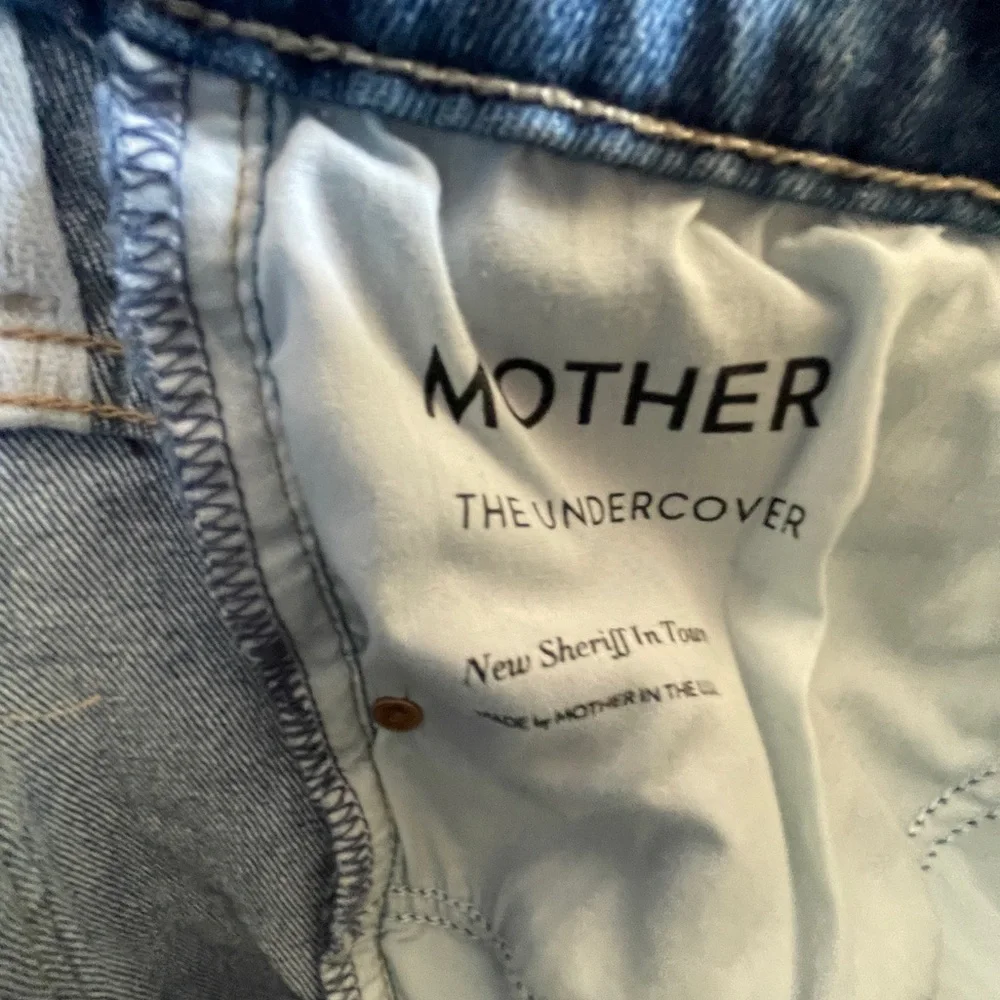 MOTHER
THE UNDERCOVER
New Sheriff In Town
MADE by MOTHER IN THE